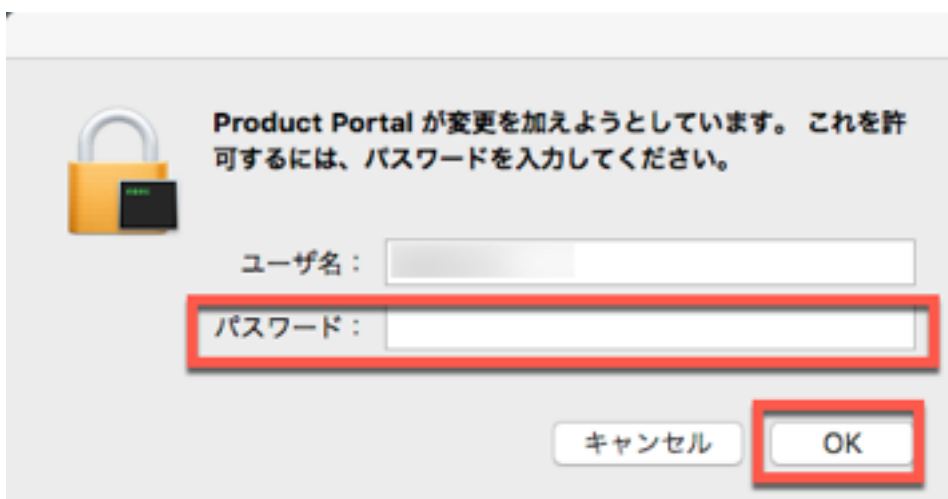 Product Portal が変更を加えようとしています。 これを許
可するには、パスワードを入力してください。
ユーザ名：
パスワード：
キャンセル
OK